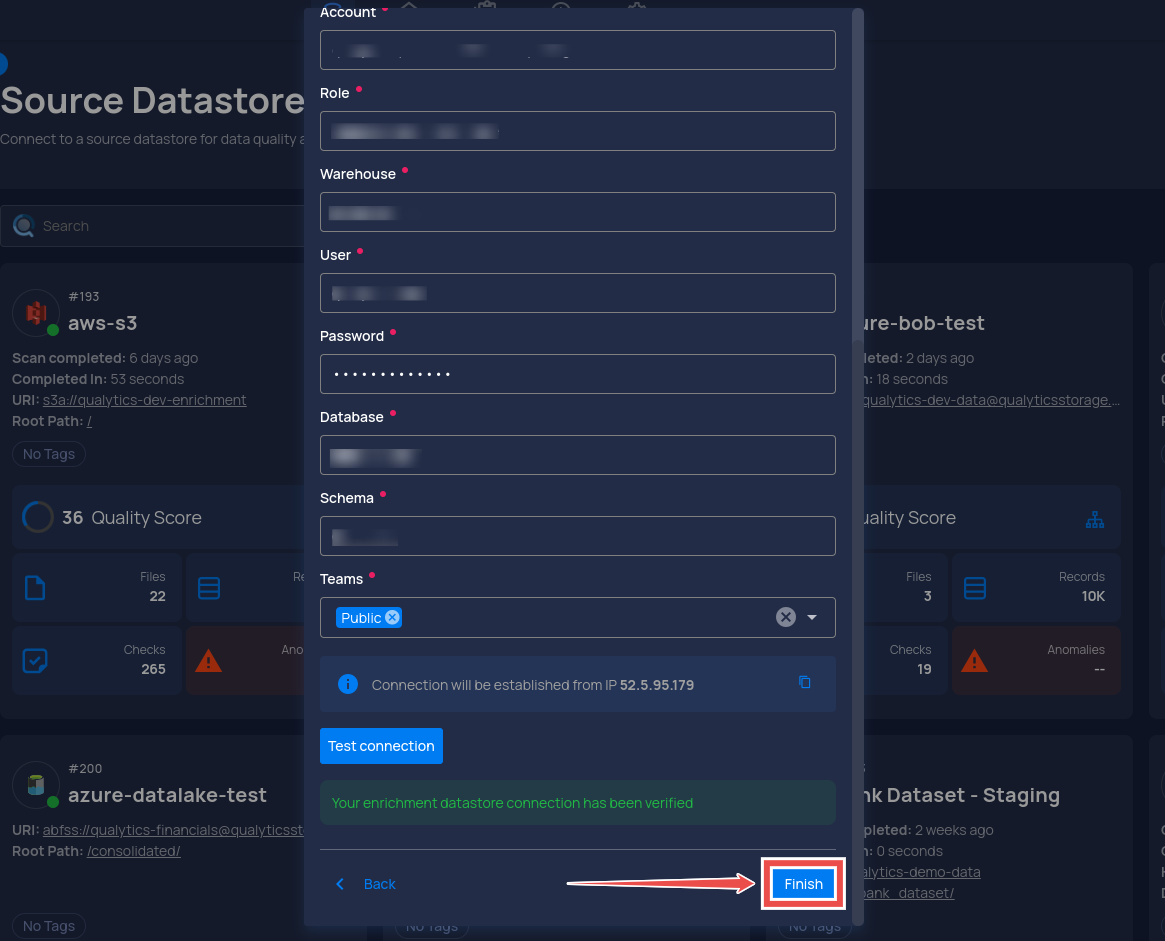 Account
Role
Warehouse
User
Password
Database
Schema
Teams
Public
Connection will be established from IP 52.5.95.179
Test connection
Your enrichment datastore connection has been verified
Back
Finish
Source Datastore
Connect to a source datastore for data quality
Search
#193
aws-s3
Scan completed: 6 days ago
Completed In: 53 seconds
URI: s3a://qualytics-dev-enrichment
Root Path: /
No Tags
36 Quality Score
Files
22
Checks
265
#200
azure-datalake-test
URI: abfss://qualytics-financials@qualyticsst
Root Path: /consolidated/
No Tags
No Tags
ure-bob-test
leted: 2 days ago
n: 18 seconds
qualytics-dev-data@qualyticsstorage....
uality Score
Files
3
Records
10K
Checks
19
Anomalies
--
nk Dataset - Staging
pleted: 2 weeks ago
n: 0 seconds
alytics-demo-data
bank_dataset/
No Tags